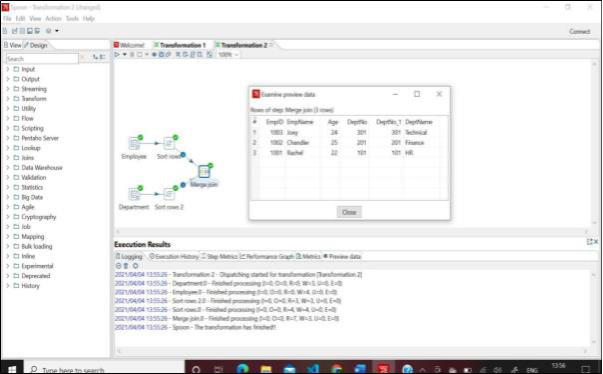 Spoon - Transformation 2 (changed)
File Edit View Action Tools Help
Connect
View Design
Welcome! Transformation 1 Transformation 2
Search
100%
Input
Output
Streaming
Transform
Utility
Flow
Scripting
Pentaho Server
Lookup
Joins
Data Warehouse
Validation
Statistics
Big Data
Agile
Cryptography
Job
Mapping
Bulk loading
Inline
Experimental
Deprecated
History
Employee Sort rows
Merge join
Department Sort rows 2
Examine preview data
Rows of step: Merge join (3 rows)
# EmpID EmpName Age DeptNo DeptNo_1 DeptName
1 1003 Joey 24 301 301 Technical
2 1002 Chandler 25 201 201 Finance
3 1001 Rachel 22 101 101 HR
Close
Execution Results
Logging Execution History Step Metrics Performance Graph Metrics Preview data
2021/04/04 13:55:26 - Transformation 2 - Dispatching started for transformation [Transformation 2]
2021/04/04 13:55:26 - Department.0 - Finished processing (I=0, O=0, R=0, W=3, U=0, E=0)
2021/04/04 13:55:26 - Employee.0 - Finished processing (I=0, O=0, R=0, W=4, U=0, E=0)
2021/04/04 13:55:26 - Sort rows 2.0 - Finished processing (I=0, O=0, R=3, W=3, U=0, E=0)
2021/04/04 13:55:26 - Sort rows.0 - Finished processing (I=0, O=0, R=4, W=4, U=0, E=0)
2021/04/04 13:55:26 - Merge join.0 - Finished processing (I=0, O=0, R=7, W=3, U=0, E=0)
2021/04/04 13:55:26 - Spoon - The transformation has finished!!
Type here to search
ENG
13:56